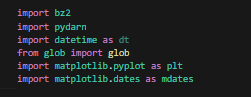 import bz2
import pydarn
import datetime as dt
from glob import glob
import matplotlib.pyplot as plt
import matplotlib.dates as mdates